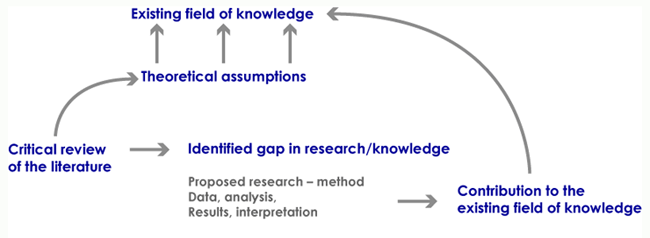 Existing field of knowledge
Theoretical assumptions
Critical review
of the literature
Identified gap in research/knowledge
Proposed research – method
Data, analysis,
Results, interpretation
Contribution to the
existing field of knowledge